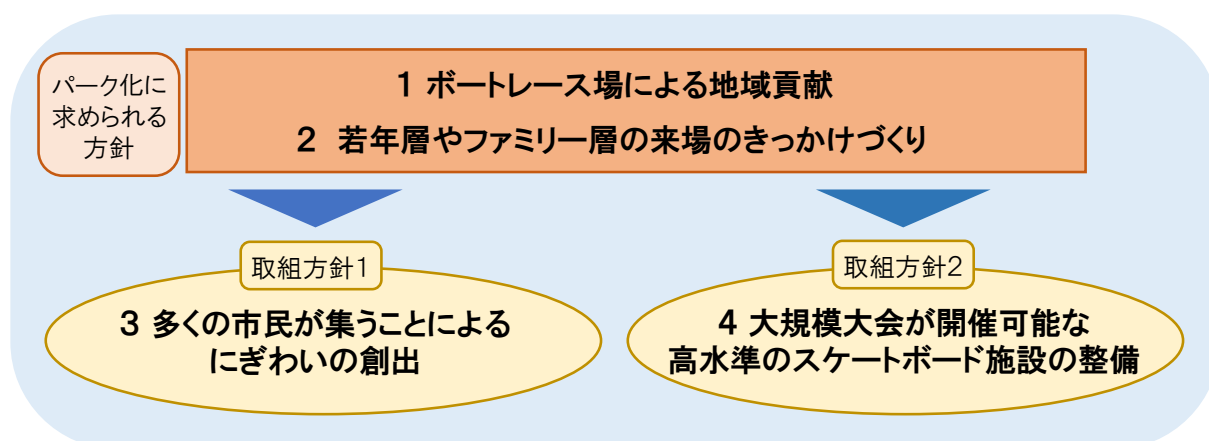 パーク化に
求められる
方針
1 ボートレース場による地域貢献
2 若年層やファミリー層の来場のきっかけづくり
取組方針1
3 多くの市民が集うことによる
にぎわいの創出
取組方針2
4 大規模大会が開催可能な
高水準のスケートボード施設の整備